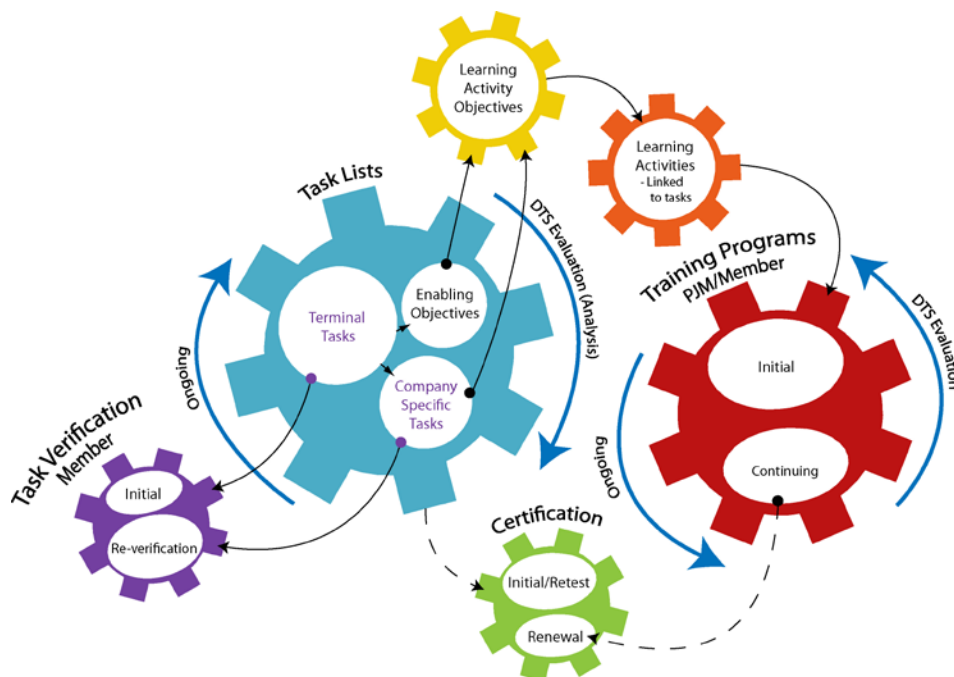 Learning
Activity
Objectives
Learning
Activities
- Linked
to tasks
Task Lists
DTS Evaluation (Analysis)
Ongoing
Terminal
Tasks
Enabling
Objectives
Company
Specific
Tasks
Training Programs
PJM/Member
Initial
Continuing
DTS Evaluation
Ongoing
Task Verification
Member
Initial
Re-verification
Certification
Initial/Retest
Renewal